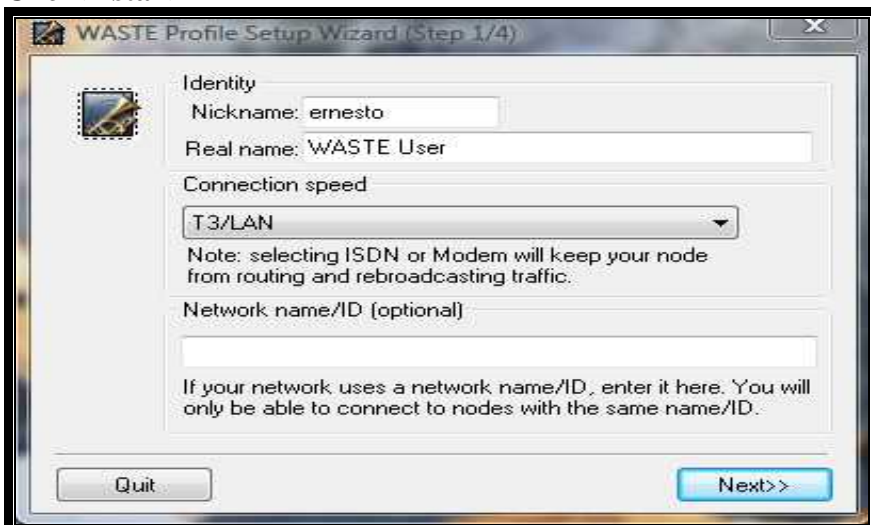 WASTE Profile Setup Wizard (Step 1/4)
Identity
Nickname: ernesto
Real name: WASTE User
Connection speed
T3/LAN
Note: selecting ISDN or Modem will keep your node
from routing and rebroadcasting traffic.
Network name/ID (optional)
If your network uses a network name/ID, enter it here. You will
only be able to connect to nodes with the same name/ID.
Quit
Next>>